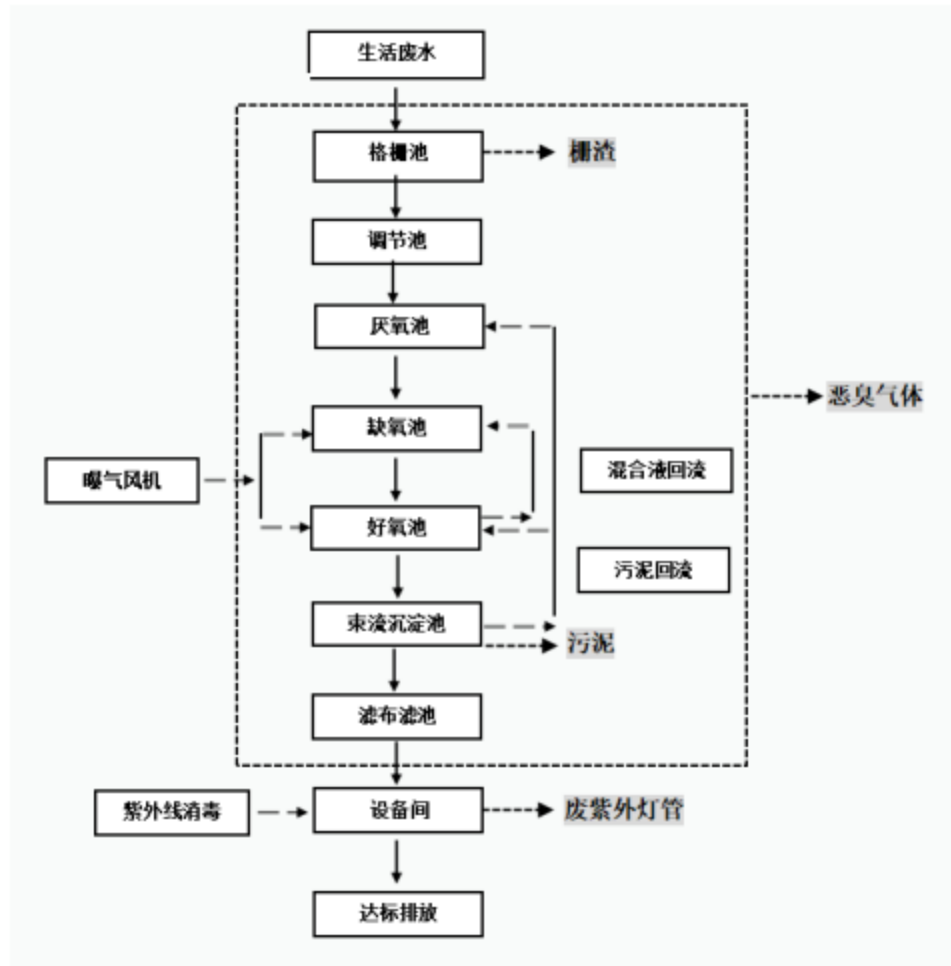 生活废水
格栅池
栅渣
调节池
厌氧池
恶臭气体
缺氧池
混合液回流
曝气风机
好氧池
污泥回流
束流沉淀池
污泥
滤布滤池
紫外线消毒
设备间
废紫外灯管
达标排放